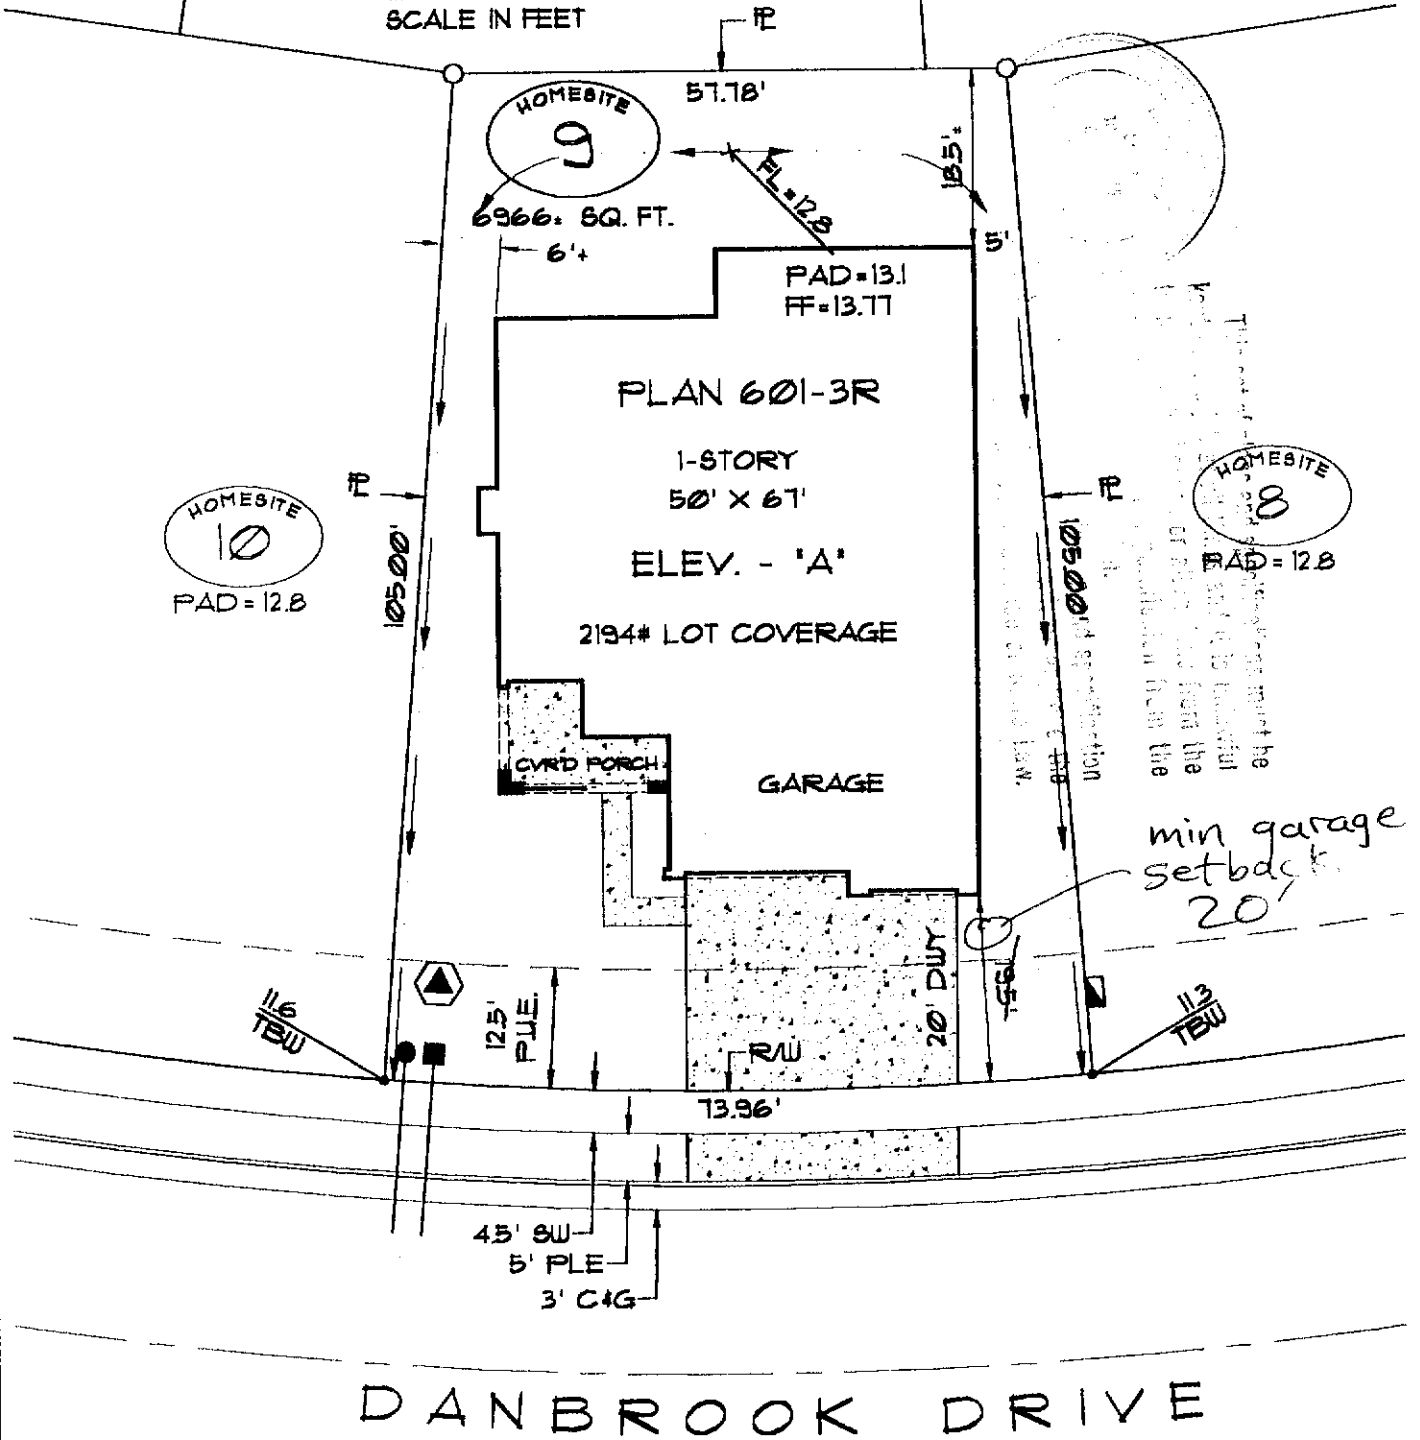 SCALE IN FEET
PL
57.78'
HOMESITE
9
18.5'±
FL=12.8
6966± SQ. FT.
6'+
5'
PAD=13.1
FF=13.77
PLAN 601-3R
1-STORY
50' X 67'
ELEV. - "A"
2194# LOT COVERAGE
PL
PL
HOMESITE
10
PAD=12.8
HOMESITE
8
PAD=12.8
105.00'
105.00'
CVR'D PORCH
GARAGE
min garage
setback
20'
20' DWY
12.5'
P.U.E.
11.6
TBW
11.3
TBW
R/W
73.96'
4.5' SW
5' PLE
3' C&G
DANBROOK DRIVE